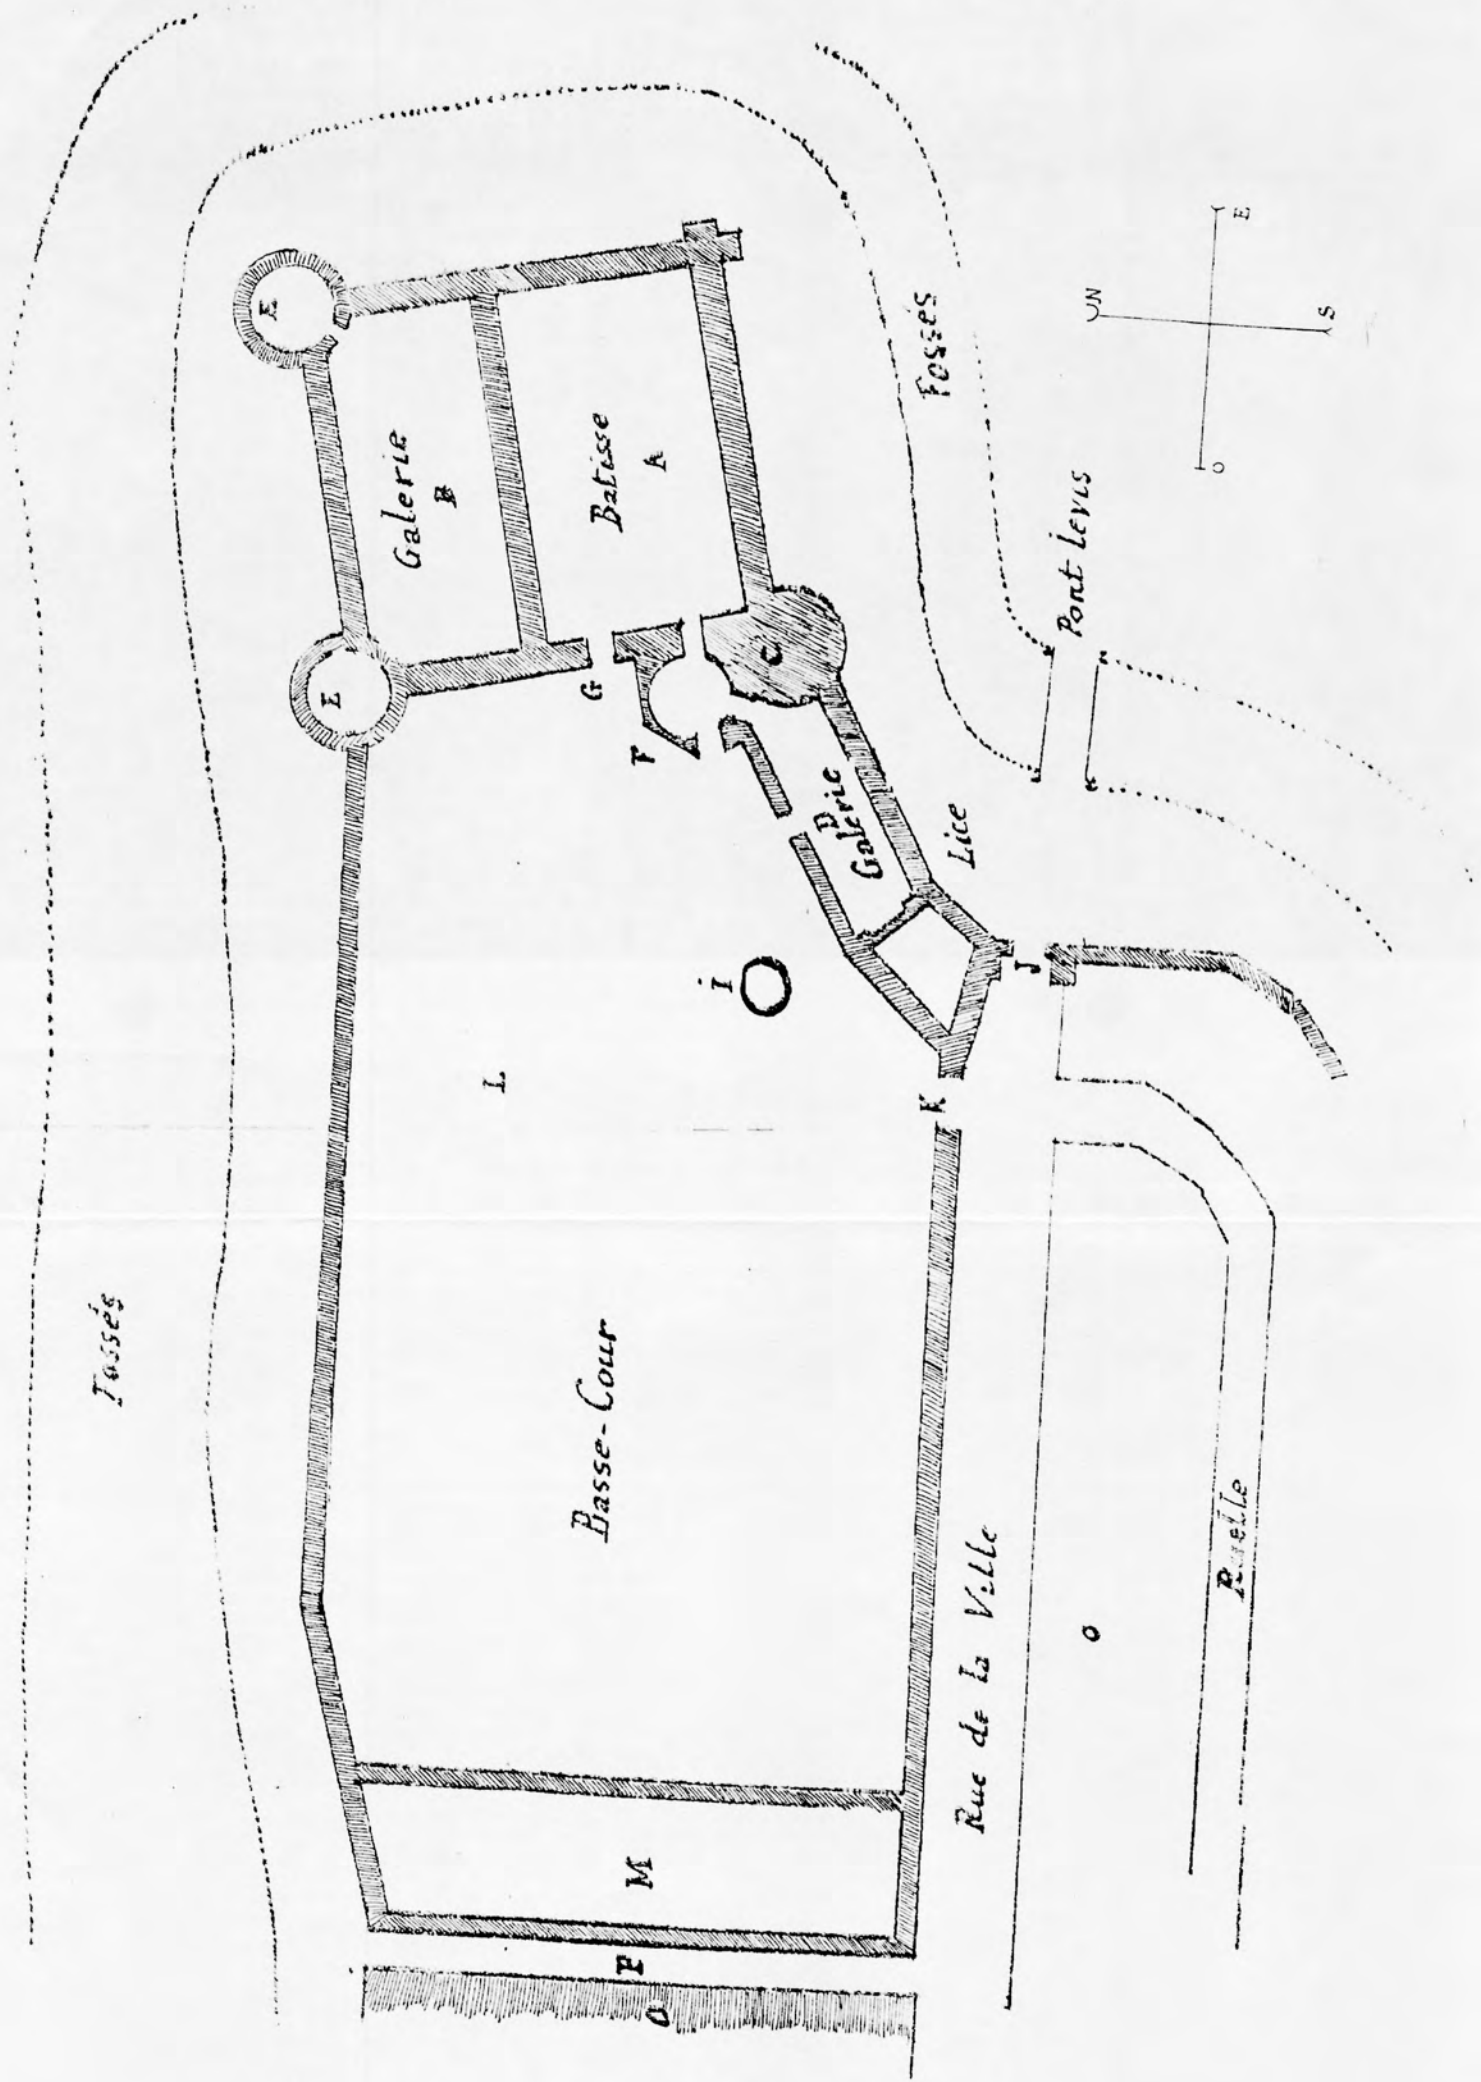 Fossés
E
Galerie
B
Batisse
A
E
G
F
C
Fossés
N
E
S
O
Pont Levis
D
Galerie
Lice
I
J
L
K
Basse-Cour
Rue de la Ville
O
Ruelle
M
P
O